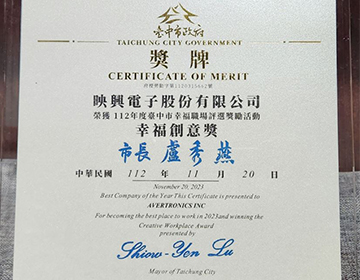 臺中市政府
TAICHUNG CITY GOVERNMENT
獎牌
CERTIFICATE OF MERIT
映興電子股份有限公司
榮獲 112年度臺中市幸福職場評選獎勵活動
幸福創意獎
市長 盧秀燕
中華民國 112 年 11 月 20 日
November 20, 2023
Best Company of the Year This Certificate is presented to
AVERTRONICS INC
For becoming the best place to work in 2023and winning the
Creative Workplace Award
presented by
Shiow-Yen Lu
Mayor of Taichung City